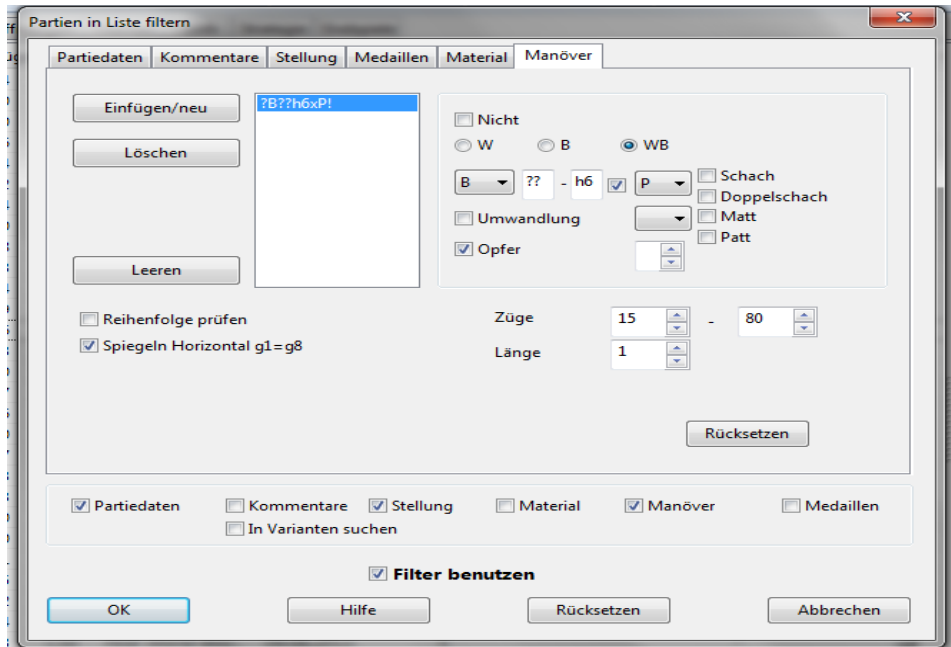 Partien in Liste filtern
Partiedaten Kommentare Stellung Medaillen Material Manöver
Einfügen/neu
?B??h6xP!
Löschen
Leeren
Nicht
W B WB
B ?? - h6 P
Schach
Doppelschach
Umwandlung
Matt
Patt
Opfer
Reihenfolge prüfen
Spiegeln Horizontal g1=g8
Züge 15 - 80
Länge 1
Rücksetzen
Partiedaten Kommentare Stellung Material Manöver Medaillen
In Varianten suchen
Filter benutzen
OK Hilfe Rücksetzen Abbrechen